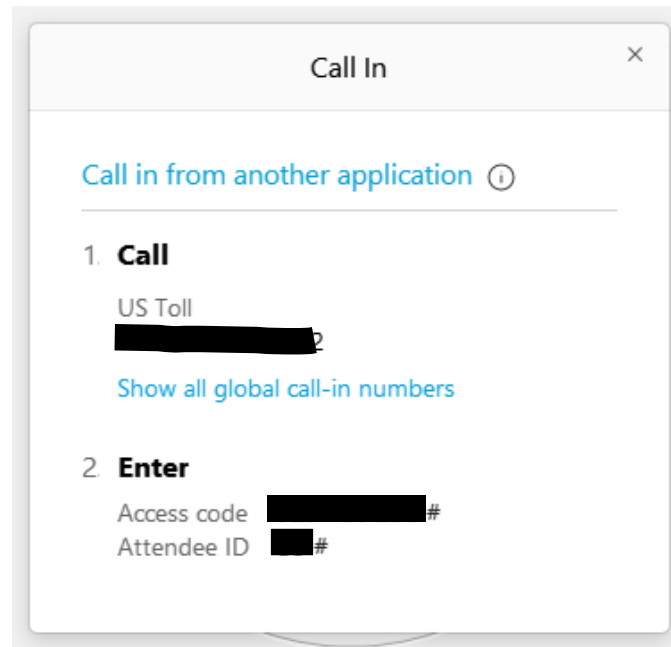 Call In
Call in from another application
1. Call
US Toll
2
Show all global call-in numbers
2. Enter
Access code #
Attendee ID #